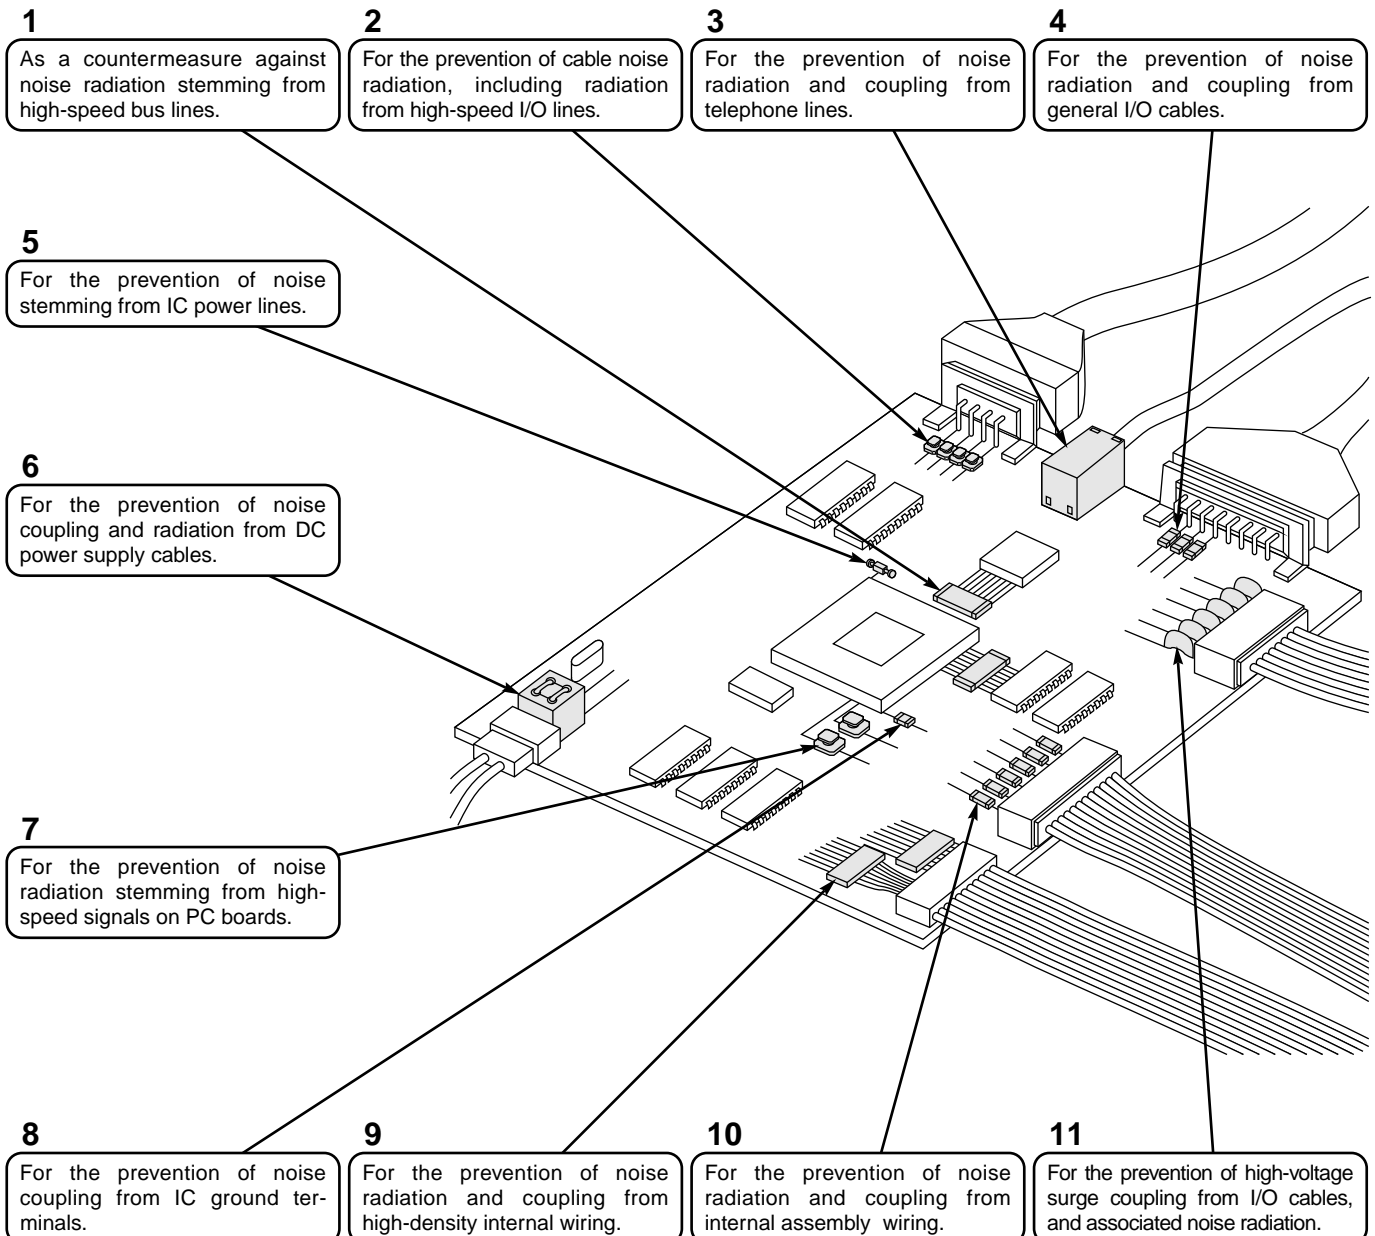 1
As a countermeasure against
noise radiation stemming from
high-speed bus lines.
2
For the prevention of cable noise
radiation, including radiation
from high-speed I/O lines.
3
For the prevention of noise
radiation and coupling from
telephone lines.
4
For the prevention of noise
radiation and coupling from
general I/O cables.
5
For the prevention of noise
stemming from IC power lines.
6
For the prevention of noise
coupling and radiation from DC
power supply cables.
7
For the prevention of noise
radiation stemming from high-
speed signals on PC boards.
8
For the prevention of noise
coupling from IC ground ter-
minals.
9
For the prevention of noise
radiation and coupling from
high-density internal wiring.
10
For the prevention of noise
radiation and coupling from
internal assembly wiring.
11
For the prevention of high-voltage
surge coupling from I/O cables,
and associated noise radiation.